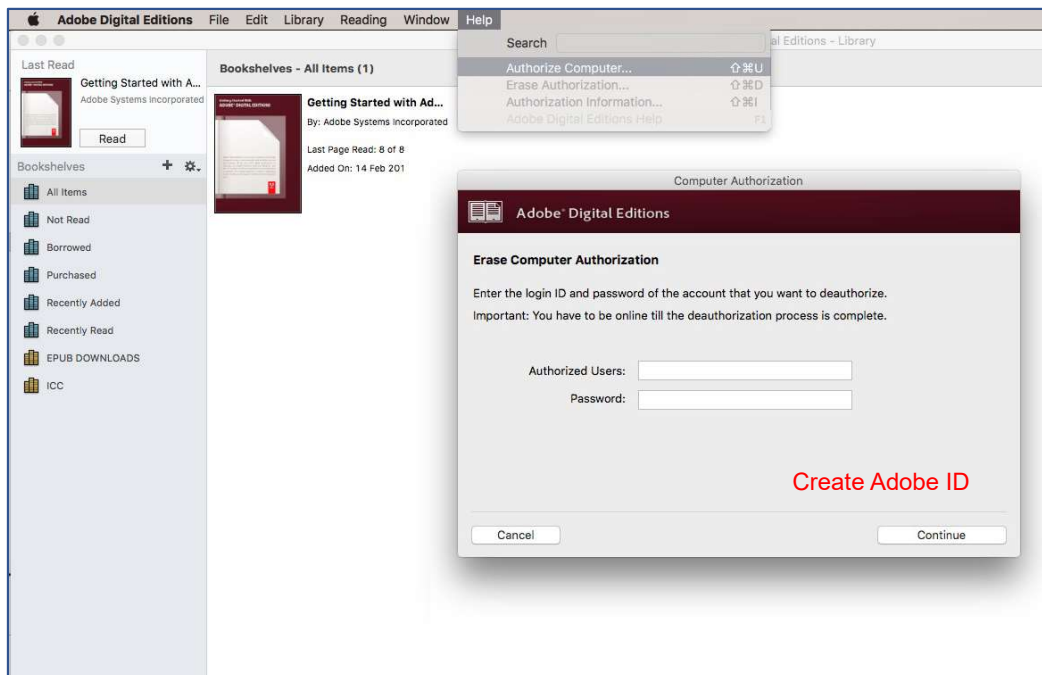 Adobe Digital Editions File Edit Library Reading Window Help
al Editions - Library
Search
Authorize Computer... ⇧⌘U
Erase Authorization... ⇧⌘D
Authorization Information... ⇧⌘I
Adobe Digital Editions Help F1
Last Read
Getting Started with A...
Adobe Systems Incorporated
Read
Bookshelves
All Items
Not Read
Borrowed
Purchased
Recently Added
Recently Read
EPUB DOWNLOADS
ICC
Bookshelves - All Items (1)
Getting Started with Ad...
By: Adobe Systems Incorporated
Last Page Read: 8 of 8
Added On: 14 Feb 201
Computer Authorization
Adobe® Digital Editions
Erase Computer Authorization
Enter the login ID and password of the account that you want to deauthorize.
Important: You have to be online till the deauthorization process is complete.
Authorized Users:
Password:
Create Adobe ID
Cancel Continue